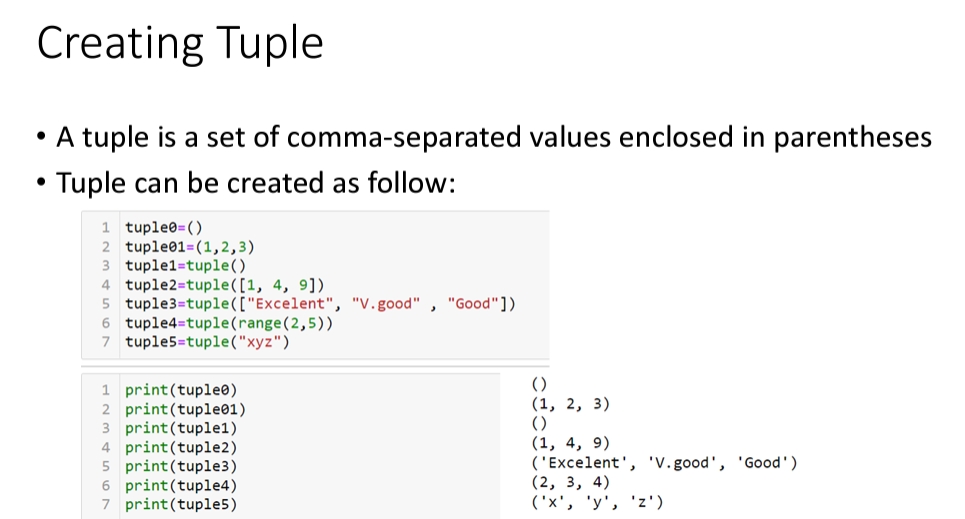 Creating Tuple
• A tuple is a set of comma-separated values enclosed in parentheses
• Tuple can be created as follow:
1 tuple0=()
2 tuple01=(1,2,3)
3 tuple1=tuple()
4 tuple2=tuple([1, 4, 9])
5 tuple3=tuple(["Excelent", "V.good" , "Good"])
6 tuple4=tuple(range(2,5))
7 tuple5=tuple("xyz")
1 print(tuple0)
2 print(tuple01)
3 print(tuple1)
4 print(tuple2)
5 print(tuple3)
6 print(tuple4)
7 print(tuple5)
()
(1, 2, 3)
()
(1, 4, 9)
('Excelent', 'V.good', 'Good')
(2, 3, 4)
('x', 'y', 'z')